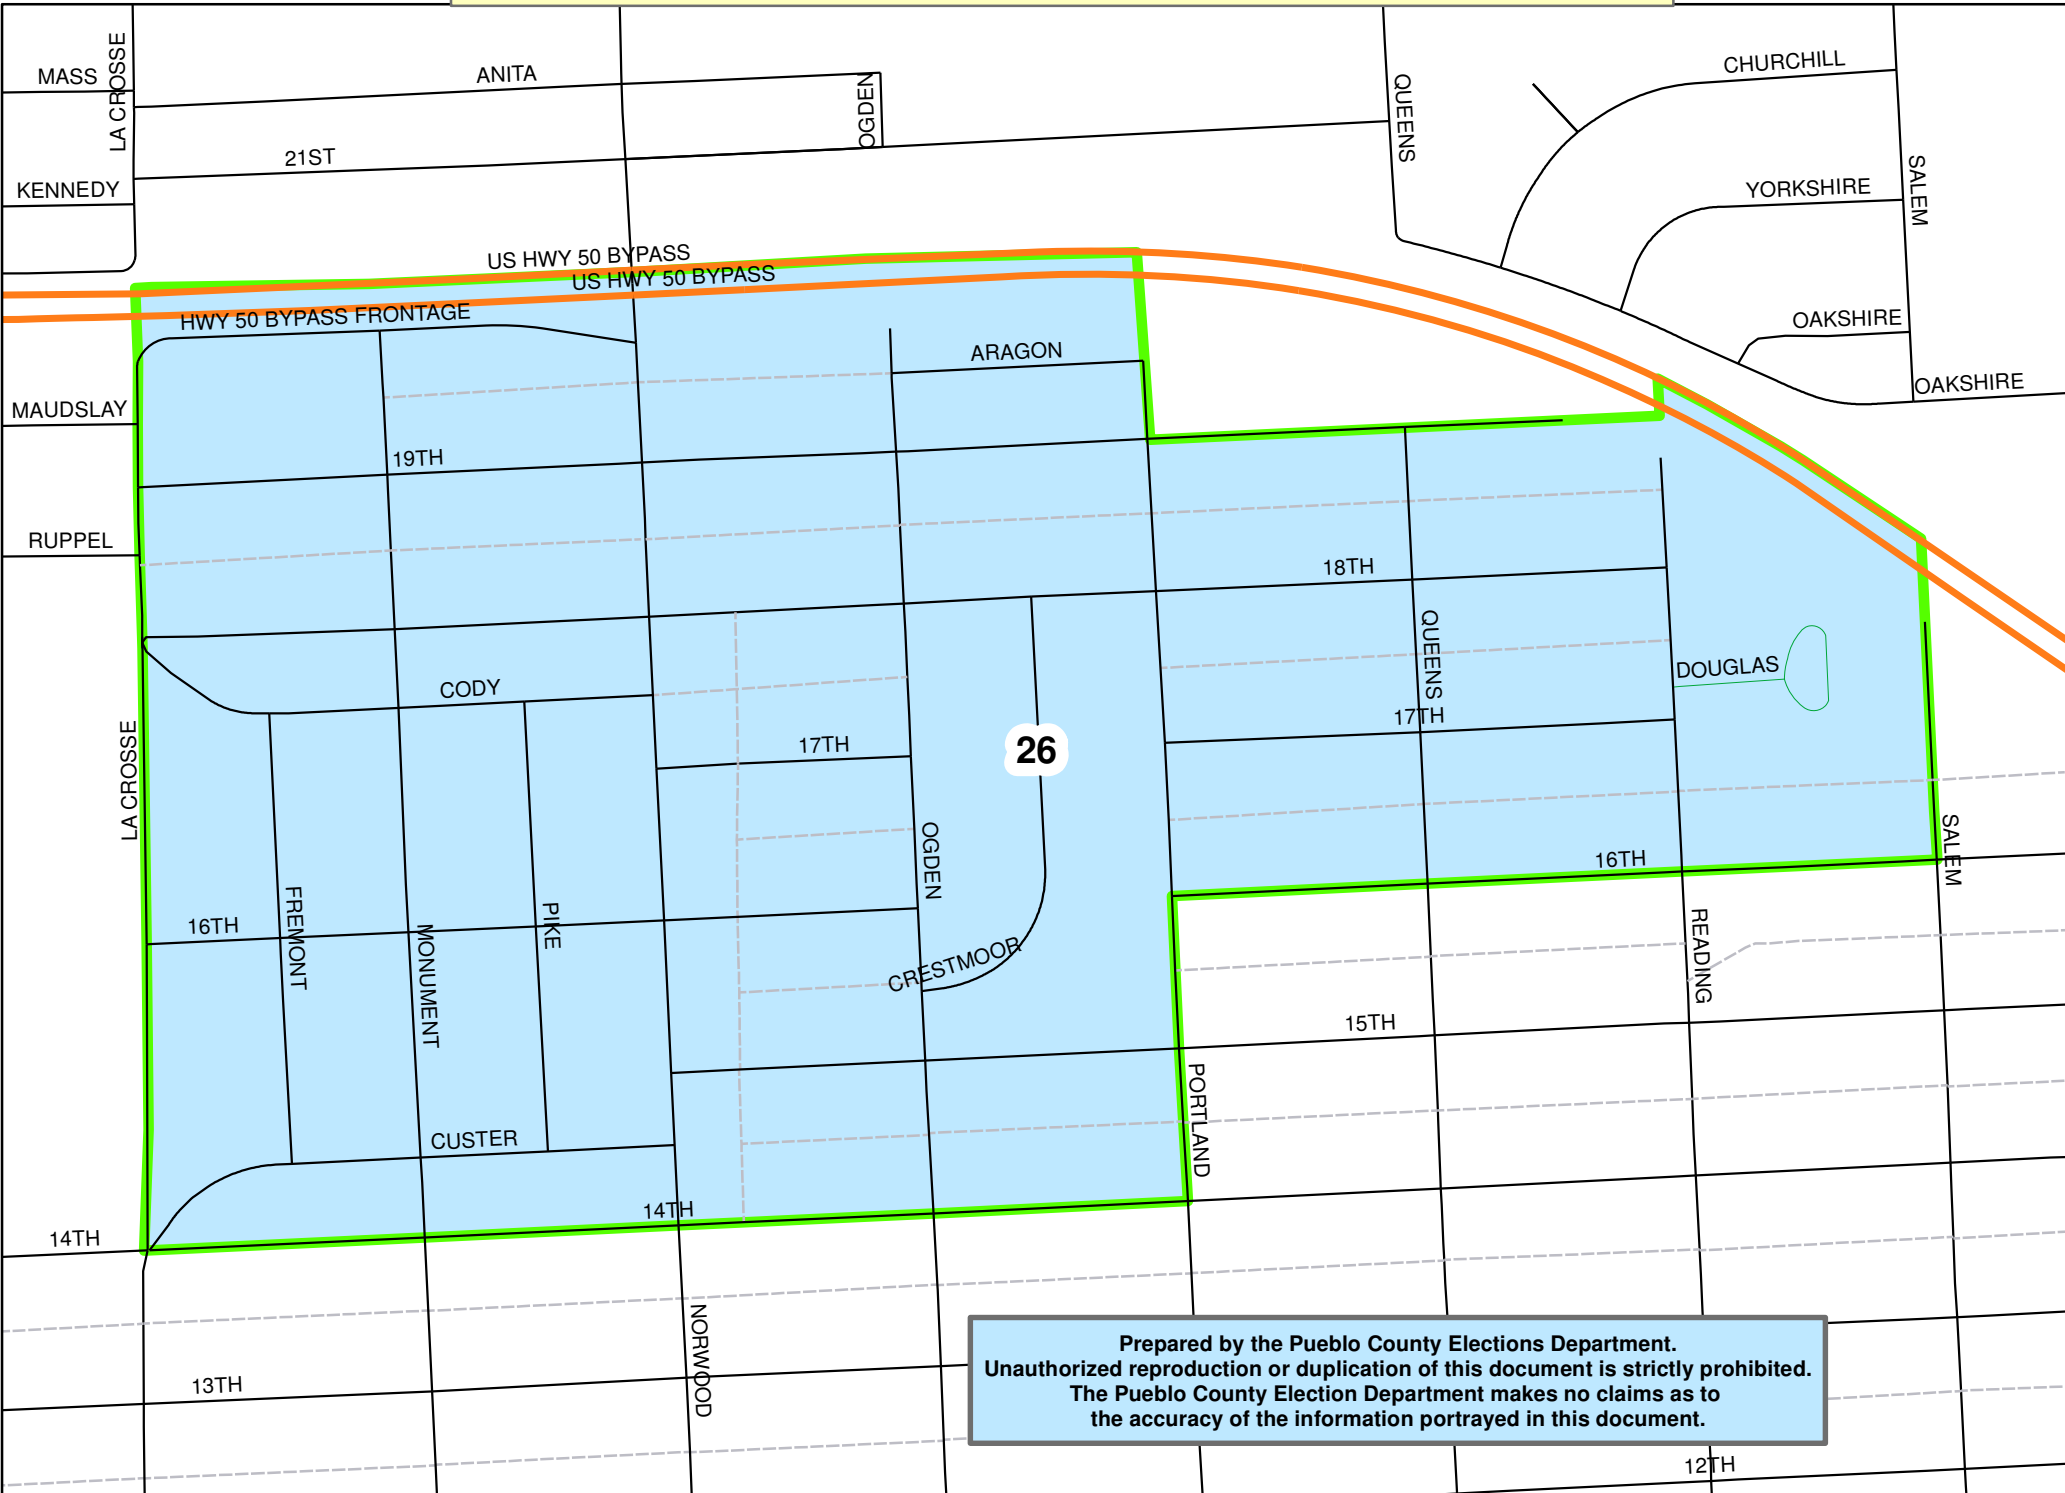 MASS
LA CROSSE
ANITA
OGDEN
QUEENS
CHURCHILL
21ST
KENNEDY
YORKSHIRE
SALEM
US HWY 50 BYPASS
US HWY 50 BYPASS
HWY 50 BYPASS FRONTAGE
OAKSHIRE
ARAGON
OAKSHIRE
MAUDSLAY
19TH
RUPPEL
18TH
QUEENS
DOUGLAS
CODY
LA CROSSE
17TH
17TH
26
OGDEN
SALEM
16TH
FREMONT
PIKE
16TH
MONUMENT
CRESTMOOR
READING
15TH
PORTLAND
CUSTER
14TH
14TH
NORWOOD
Prepared by the Pueblo County Elections Department.
Unauthorized reproduction or duplication of this document is strictly prohibited.
The Pueblo County Election Department makes no claims as to
the accuracy of the information portrayed in this document.
13TH
12TH